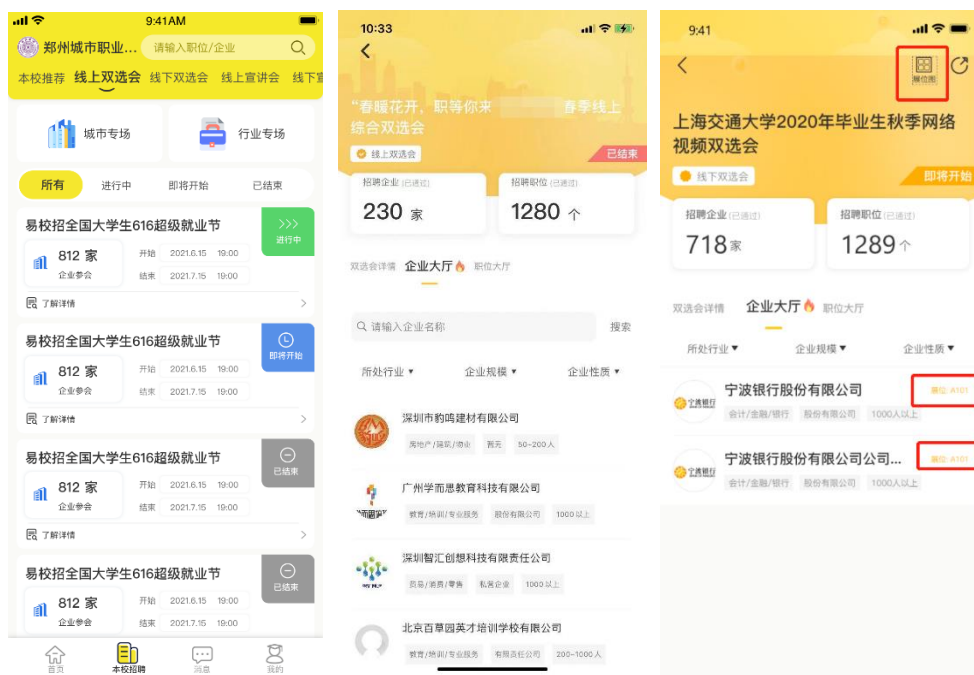 9:41AM
郑州城市职业...
请输入职位/企业
本校推荐 线上双选会 线下双选会 线上宣讲会 线下宣
城市专场
行业专场
所有 进行中 即将开始 已结束
易校招全国大学生616超级就业节
>>>
进行中
812 家
企业参会
开始 2021.6.15 19:00
结束 2021.7.15 19:00
了解详情
易校招全国大学生616超级就业节
即将开始
812 家
企业参会
开始 2021.6.15 19:00
结束 2021.7.15 19:00
了解详情
易校招全国大学生616超级就业节
已结束
812 家
企业参会
开始 2021.6.15 19:00
结束 2021.7.15 19:00
了解详情
易校招全国大学生616超级就业节
已结束
812 家
企业参会
开始 2021.6.15 19:00
结束 2021.7.15 19:00
首页 本校招聘 消息 我的
10:33
“春暖花开,职等你来 春季线上
综合双选会
线上双选会
已结束
招聘企业 (已通过)
230 家
招聘职位 (已通过)
1280 个
双选会详情 企业大厅 职位大厅
请输入企业名称
搜索
所处行业 企业规模 企业性质
深圳市豹鸣建材有限公司
房地产/建筑/物业 暂无 50-200人
广州学而思教育科技有限公司
教育/培训/专业服务 股份有限公司 1000以上
深圳智汇创想科技有限责任公司
贸易/消费/零售 私营企业 1000以上
北京百草园英才培训学校有限公司
教育/培训/专业服务 有限责任公司 200-1000人
9:41
展位图
上海交通大学2020年毕业生秋季网络
视频双选会
线下双选会
即将开始
招聘企业 (已通过)
718 家
招聘职位 (已通过)
1289 个
双选会详情 企业大厅 职位大厅
所处行业 企业规模 企业性质
宁波银行
宁波银行股份有限公司
展位: A101
会计/金融/银行 股份有限公司 1000人以上
宁波银行
宁波银行股份有限公司公司...
展位: A101
会计/金融/银行 股份有限公司 1000人以上